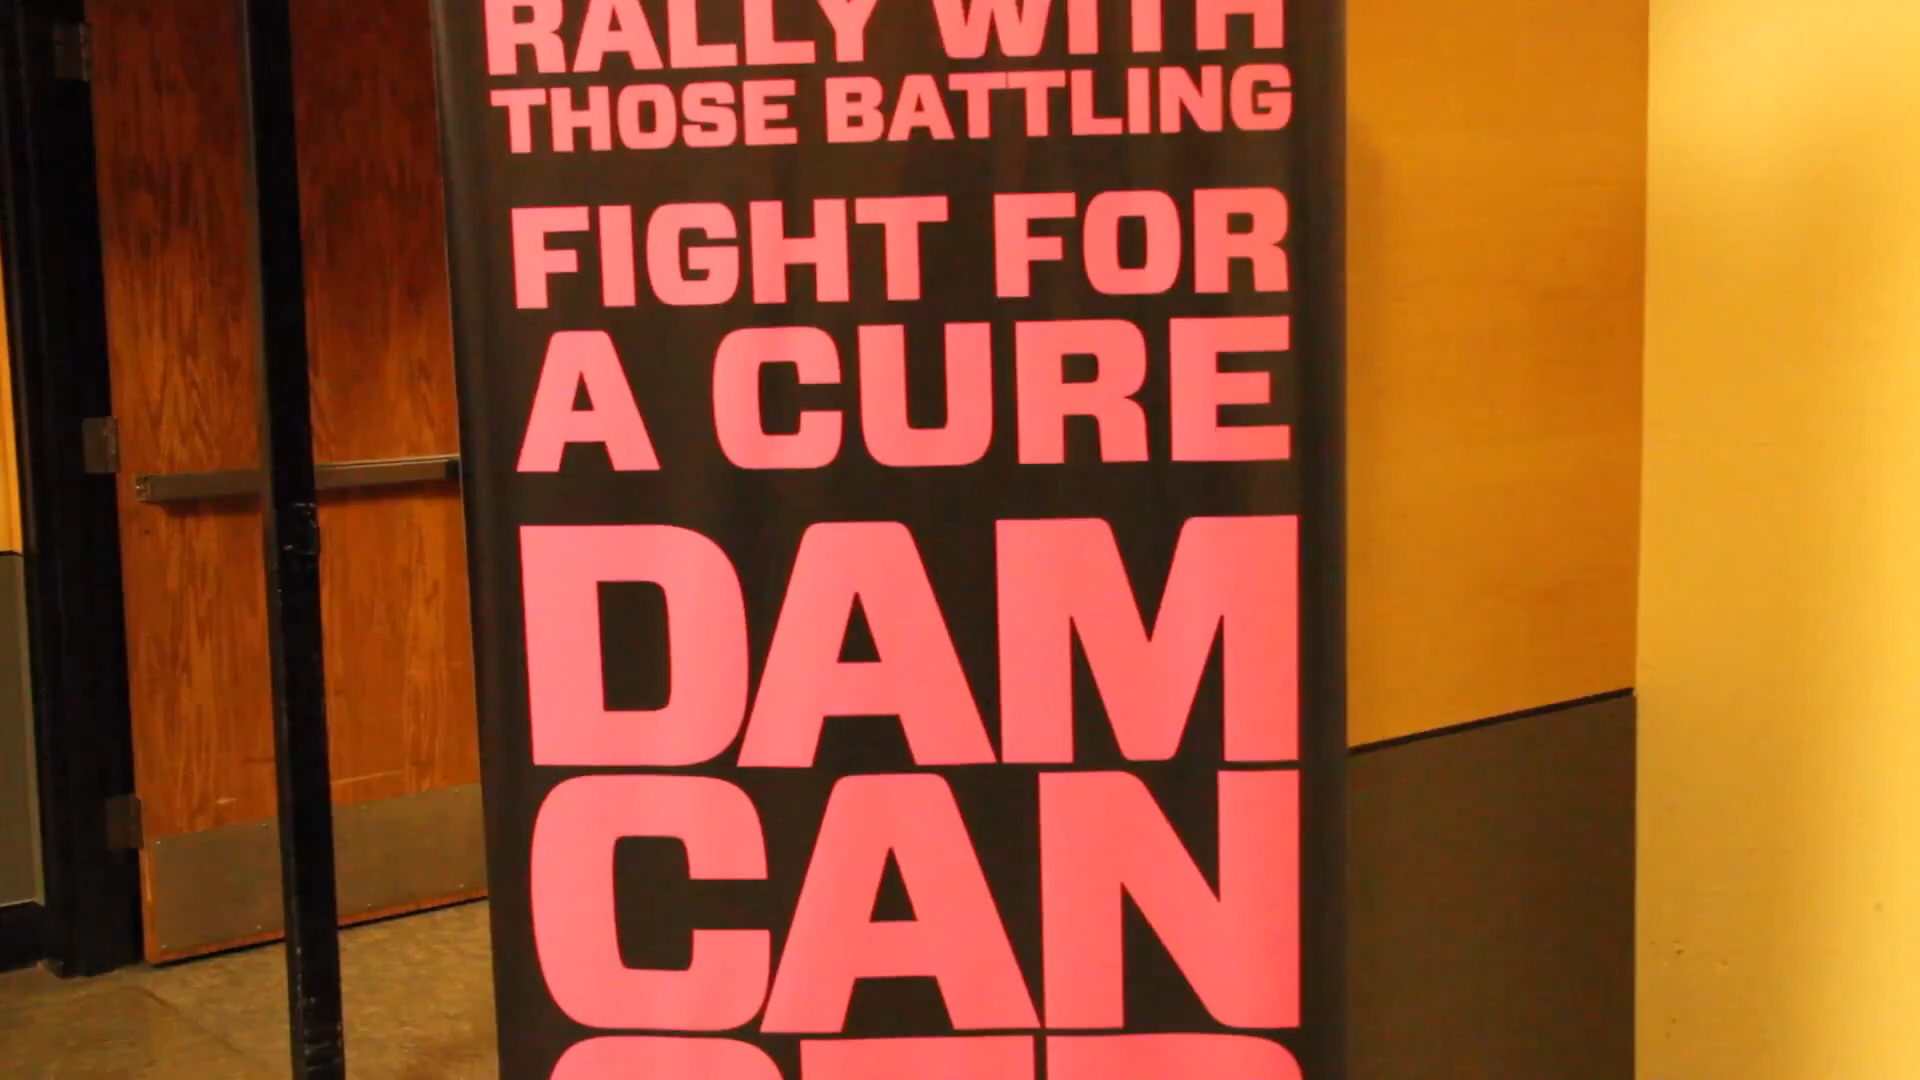 RALLY WITH
THOSE BATTLING
FIGHT FOR
A CURE
DAM
CAN